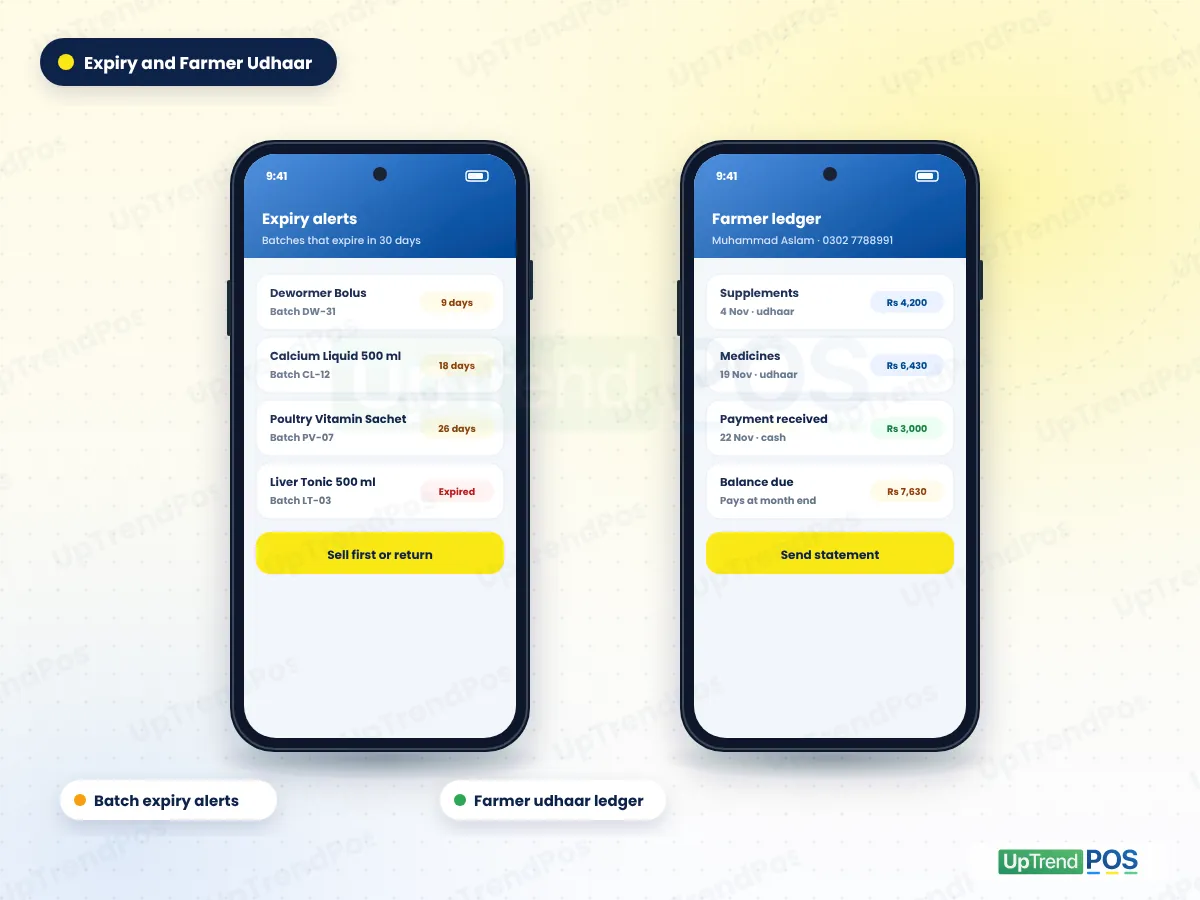 Expiry and Farmer Udhaar
9:41
Expiry alerts
Batches that expire in 30 days
Dewormer Bolus
Batch DW-31
9 days
Calcium Liquid 500 ml
Batch CL-12
18 days
Poultry Vitamin Sachet
Batch PV-07
26 days
Liver Tonic 500 ml
Batch LT-03
Expired
Sell first or return
9:41
Farmer ledger
Muhammad Aslam · 0302 7788991
Supplements
4 Nov · udhaar
Rs 4,200
Medicines
19 Nov · udhaar
Rs 6,430
Payment received
22 Nov · cash
Rs 3,000
Balance due
Pays at month end
Rs 7,630
Send statement
Batch expiry alerts
Farmer udhaar ledger
UpTrend POS